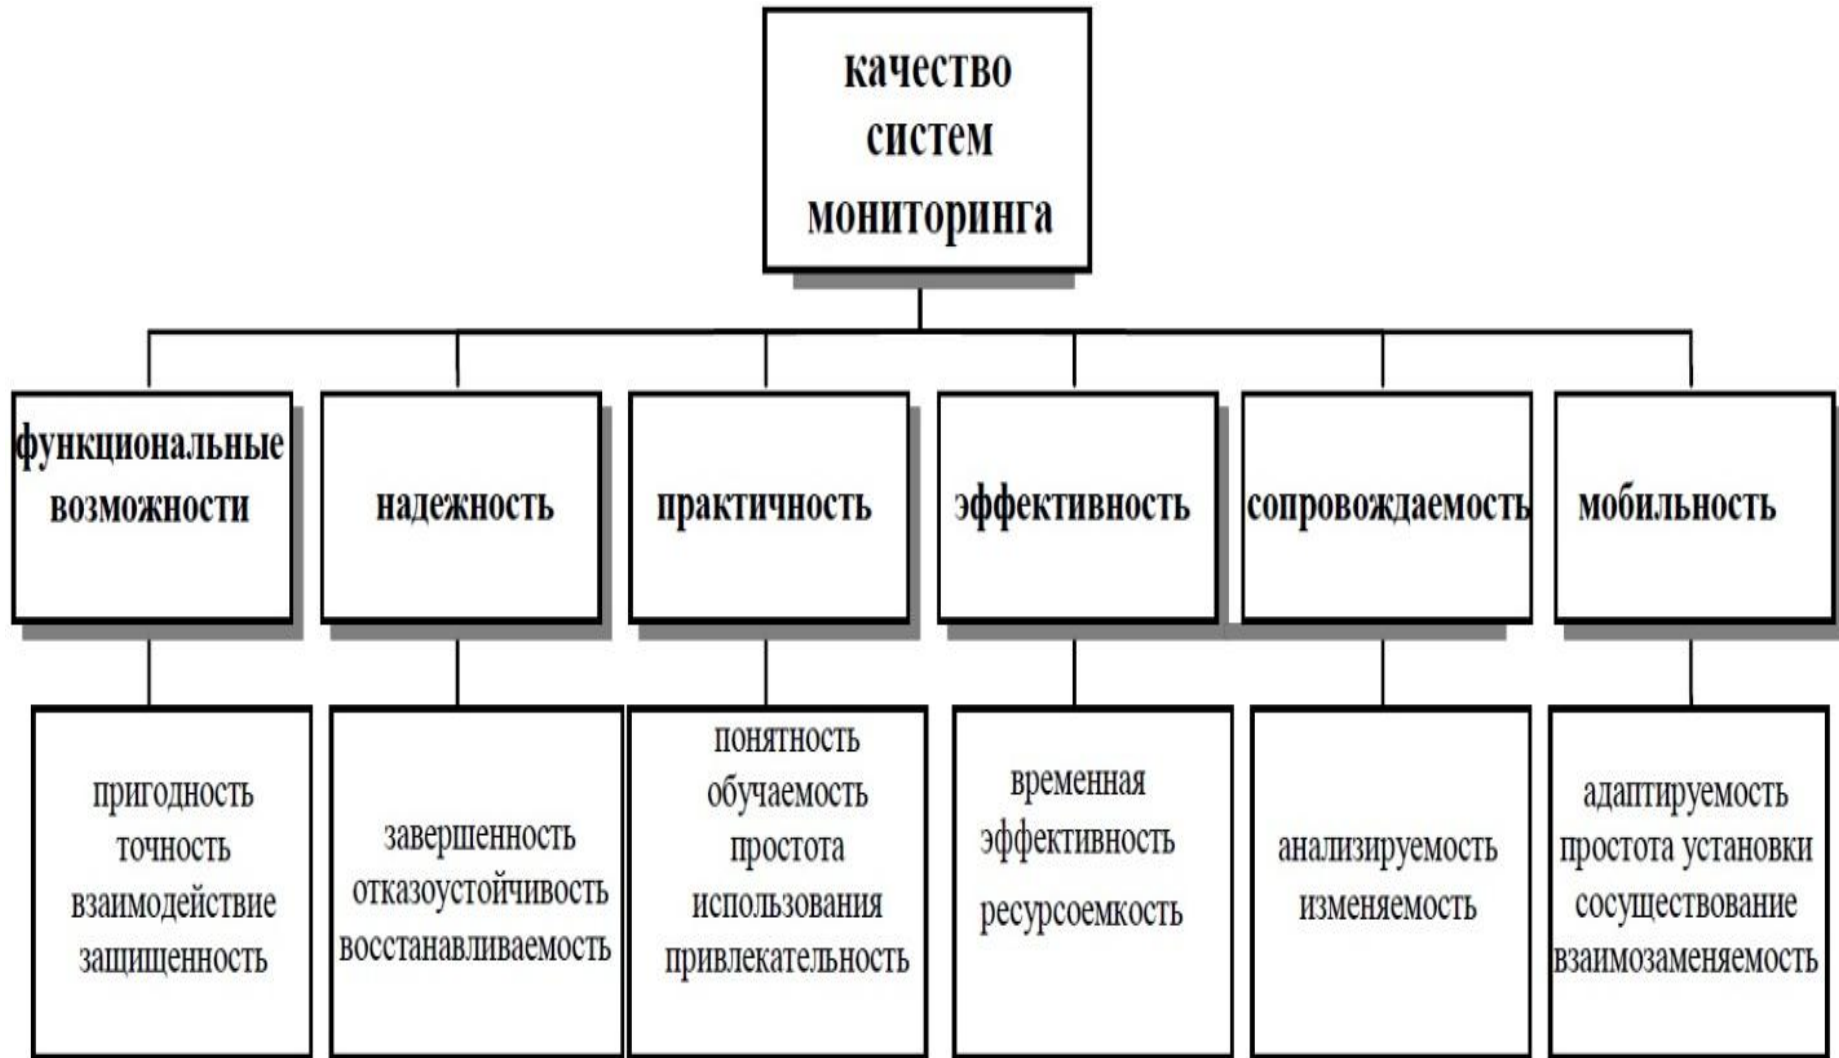 качество
систем
мониторинга
функциональные
возможности
надежность
практичность
эффективность
сопровождаемость
мобильность
пригодность
точность
взаимодействие
защищенность
завершенность
отказоустойчивость
восстанавливаемость
понятность
обучаемость
простота
использования
привлекательность
временная
эффективность
ресурсоемкость
анализируемость
изменяемость
адаптируемость
простота установки
сосуществование
взаимозаменяемость